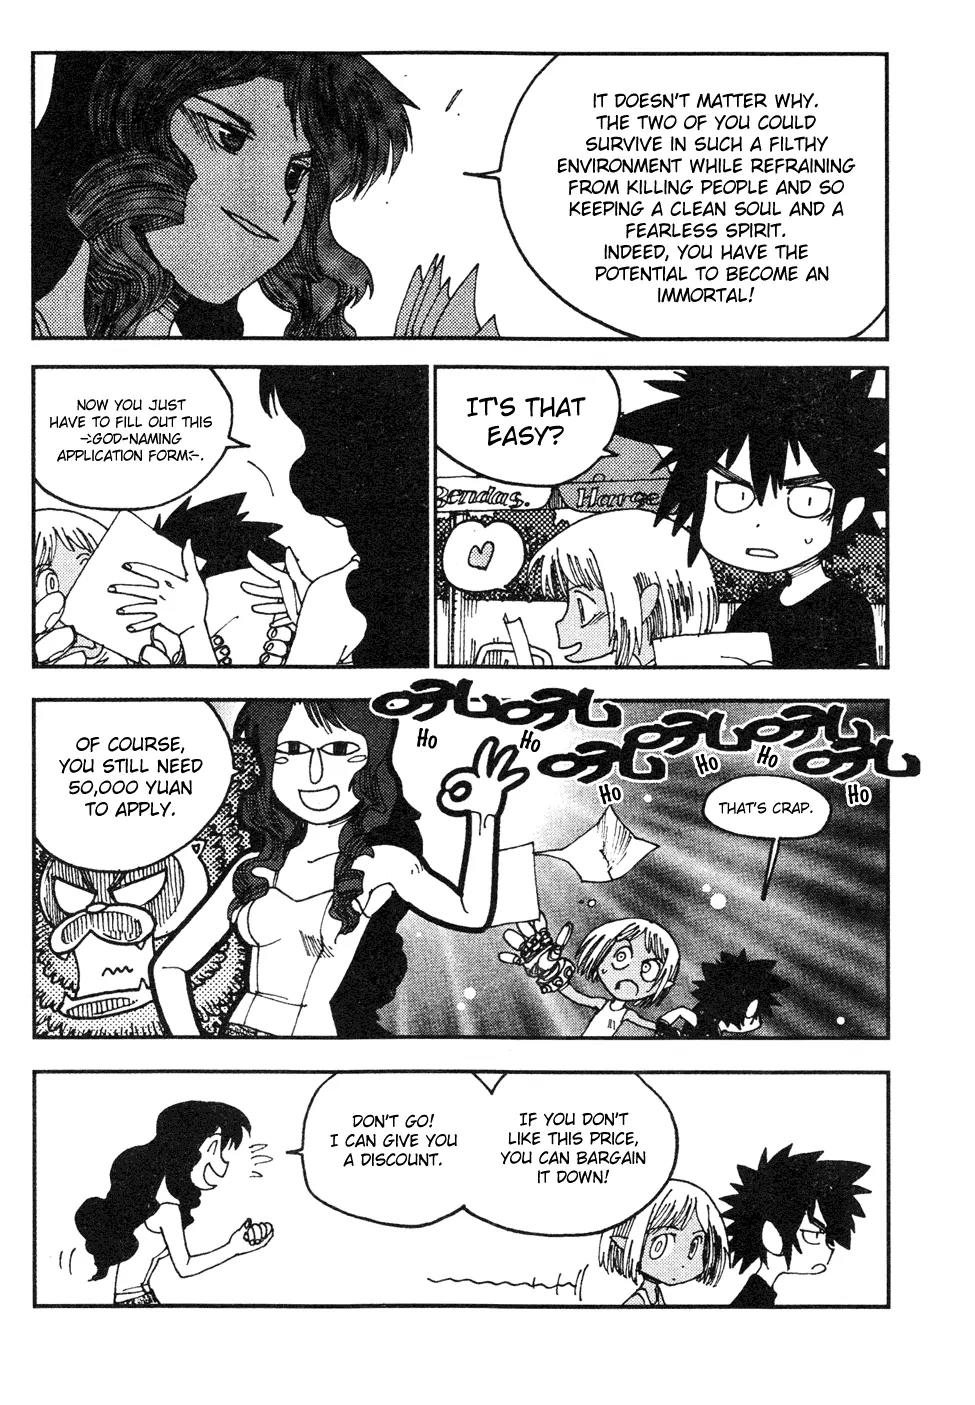 IT DOESN'T MATTER WHY.
THE TWO OF YOU COULD
SURVIVE IN SUCH A FILTHY
ENVIRONMENT WHILE REFRAINING
FROM KILLING PEOPLE AND SO
KEEPING A CLEAN SOUL AND A
FEARLESS SPIRIT.
INDEED, YOU HAVE THE
POTENTIAL TO BECOME AN
IMMORTAL!
NOW YOU JUST
HAVE TO FILL OUT THIS
-÷GOD-NAMING
APPLICATION FORM÷-.
IT'S THAT
EASY?
Bendas.
OF COURSE,
YOU STILL NEED
50,000 YUAN
TO APPLY.
HO
HO
HO
HO
HO
HO
THAT'S CRAP.
DON'T GO!
I CAN GIVE YOU
A DISCOUNT.
IF YOU DON'T
LIKE THIS PRICE,
YOU CAN BARGAIN
IT DOWN!